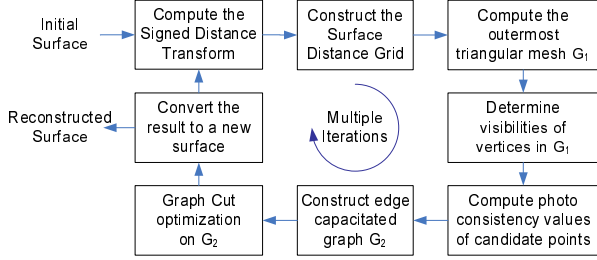 Initial
Surface
Compute the
Signed Distance
Transform
Construct the
Surface
Distance Grid
Compute the
outermost
triangular mesh G1
Reconstructed
Surface
Convert the
result to a new
surface
Multiple
Iterations
Determine
visibilities of
vertices in G1
Graph Cut
optimization
on G2
Construct edge
capacitated
graph G2
Compute photo
consistency values
of candidate points